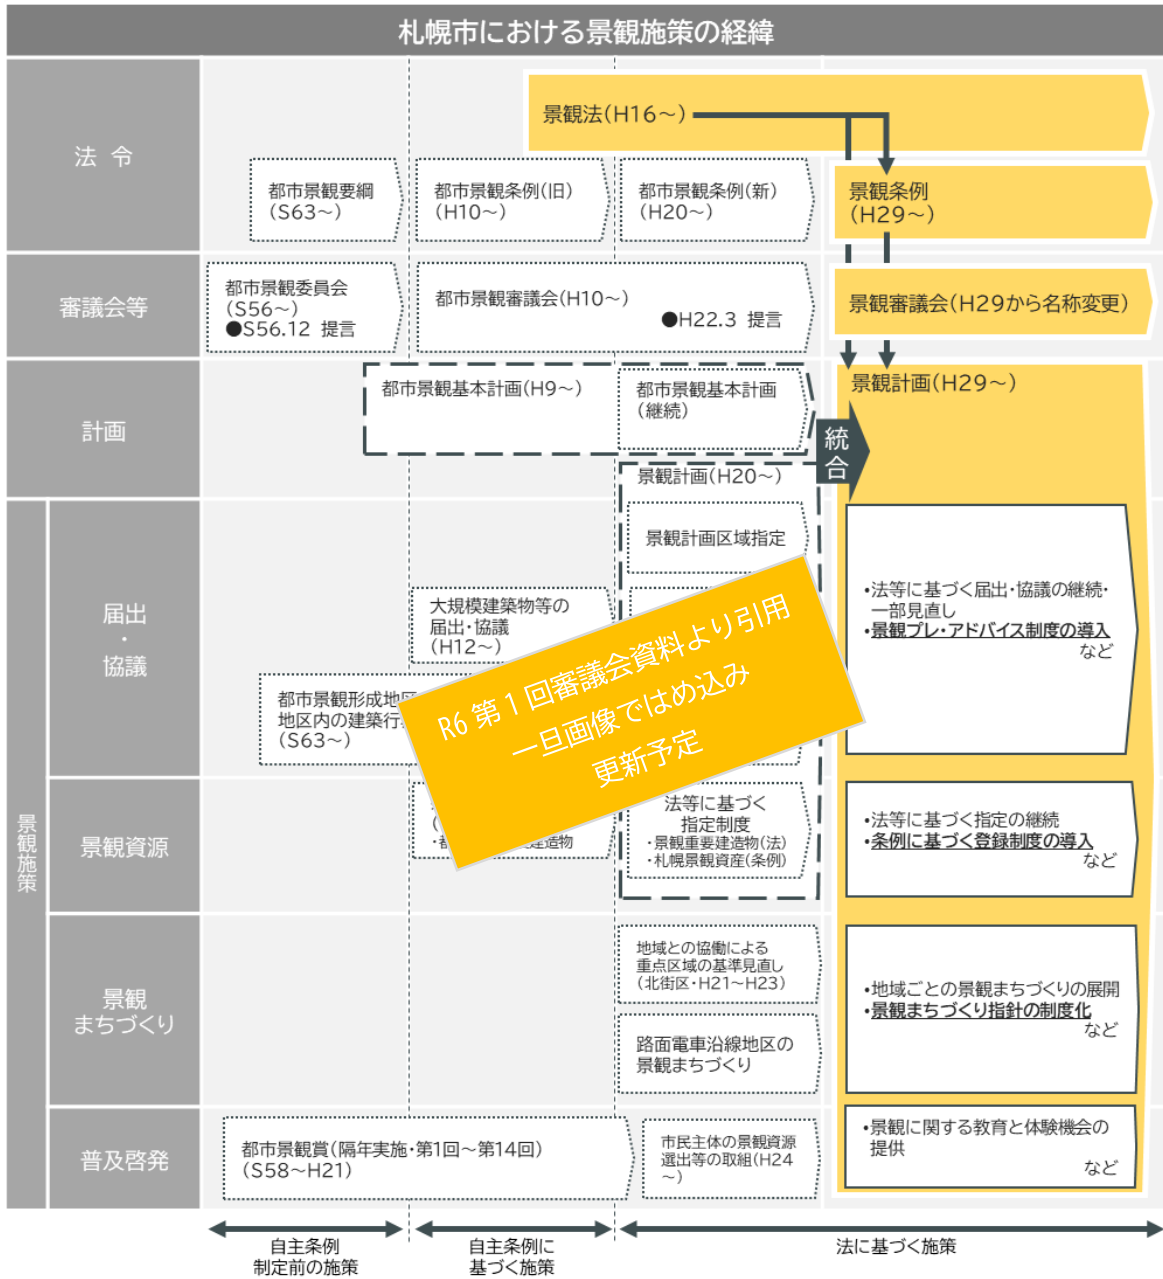 札幌市における景観施策の経緯
法 令
景観法(H16～)
都市景観要綱
(S63～)
都市景観条例(旧)
(H10～)
都市景観条例(新)
(H20～)
景観条例
(H29～)
審議会等
都市景観委員会
(S56～)
●S56.12 提言
都市景観審議会(H10～)
●H22.3 提言
景観審議会(H29から名称変更)
計画
都市景観基本計画(H9～)
都市景観基本計画
(継続)
統合
景観計画(H29～)
景観計画(H20～)
景観施策
届出
・
協議
景観計画区域指定
大規模建築物等の
届出・協議
(H12～)
都市景観形成地区
地区内の建築行
(S63～)
R6 第1回審議会資料より引用
一旦画像ではめ込み
更新予定
・法等に基づく届出・協議の継続・
一部見直し
・景観プレ・アドバイス制度の導入
など
景観資源
(
・都
建造物
法等に基づく
指定制度
・景観重要建造物(法)
・札幌景観資産(条例)
・法等に基づく指定の継続
・条例に基づく登録制度の導入
など
景観
まちづくり
地域との協働による
重点区域の基準見直し
(北街区・H21～H23)
路面電車沿線地区の
景観まちづくり
・地域ごとの景観まちづくりの展開
・景観まちづくり指針の制度化
など
普及啓発
都市景観賞(隔年実施・第1回～第14回)
(S58～H21)
市民主体の景観資源
選出等の取組(H24
～)
・景観に関する教育と体験機会の
提供
など
自主条例
制定前の施策
自主条例に
基づく施策
法に基づく施策